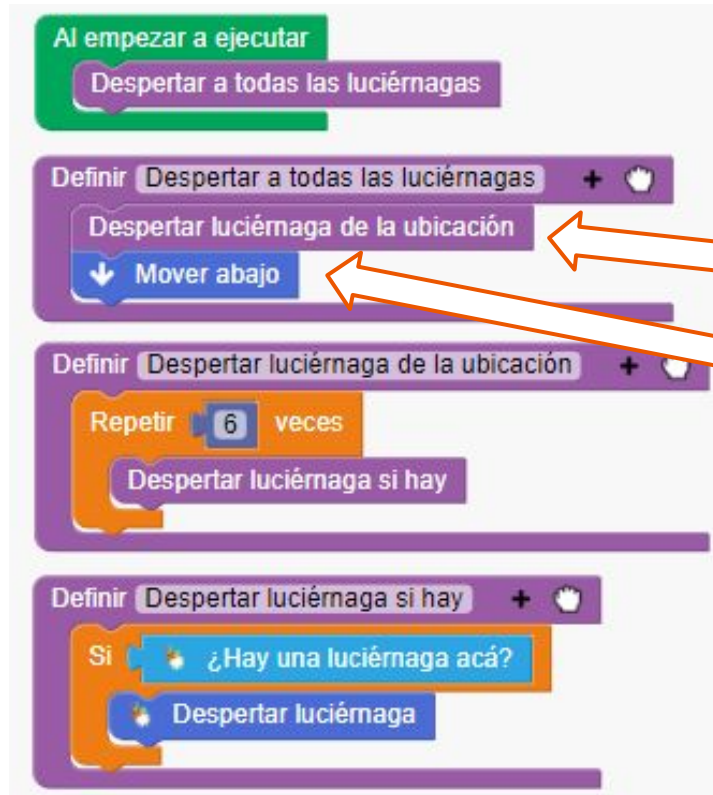 Al empezar a ejecutar
Despertar a todas las luciérnagas
Definir Despertar a todas las luciérnagas +
Despertar luciérnaga de la ubicación
Mover abajo
Definir Despertar luciérnaga de la ubicación +
Repetir 6 veces
Despertar luciérnaga si hay
Definir Despertar luciérnaga si hay +
Si ¿Hay una luciérnaga acá?
Despertar luciérnaga